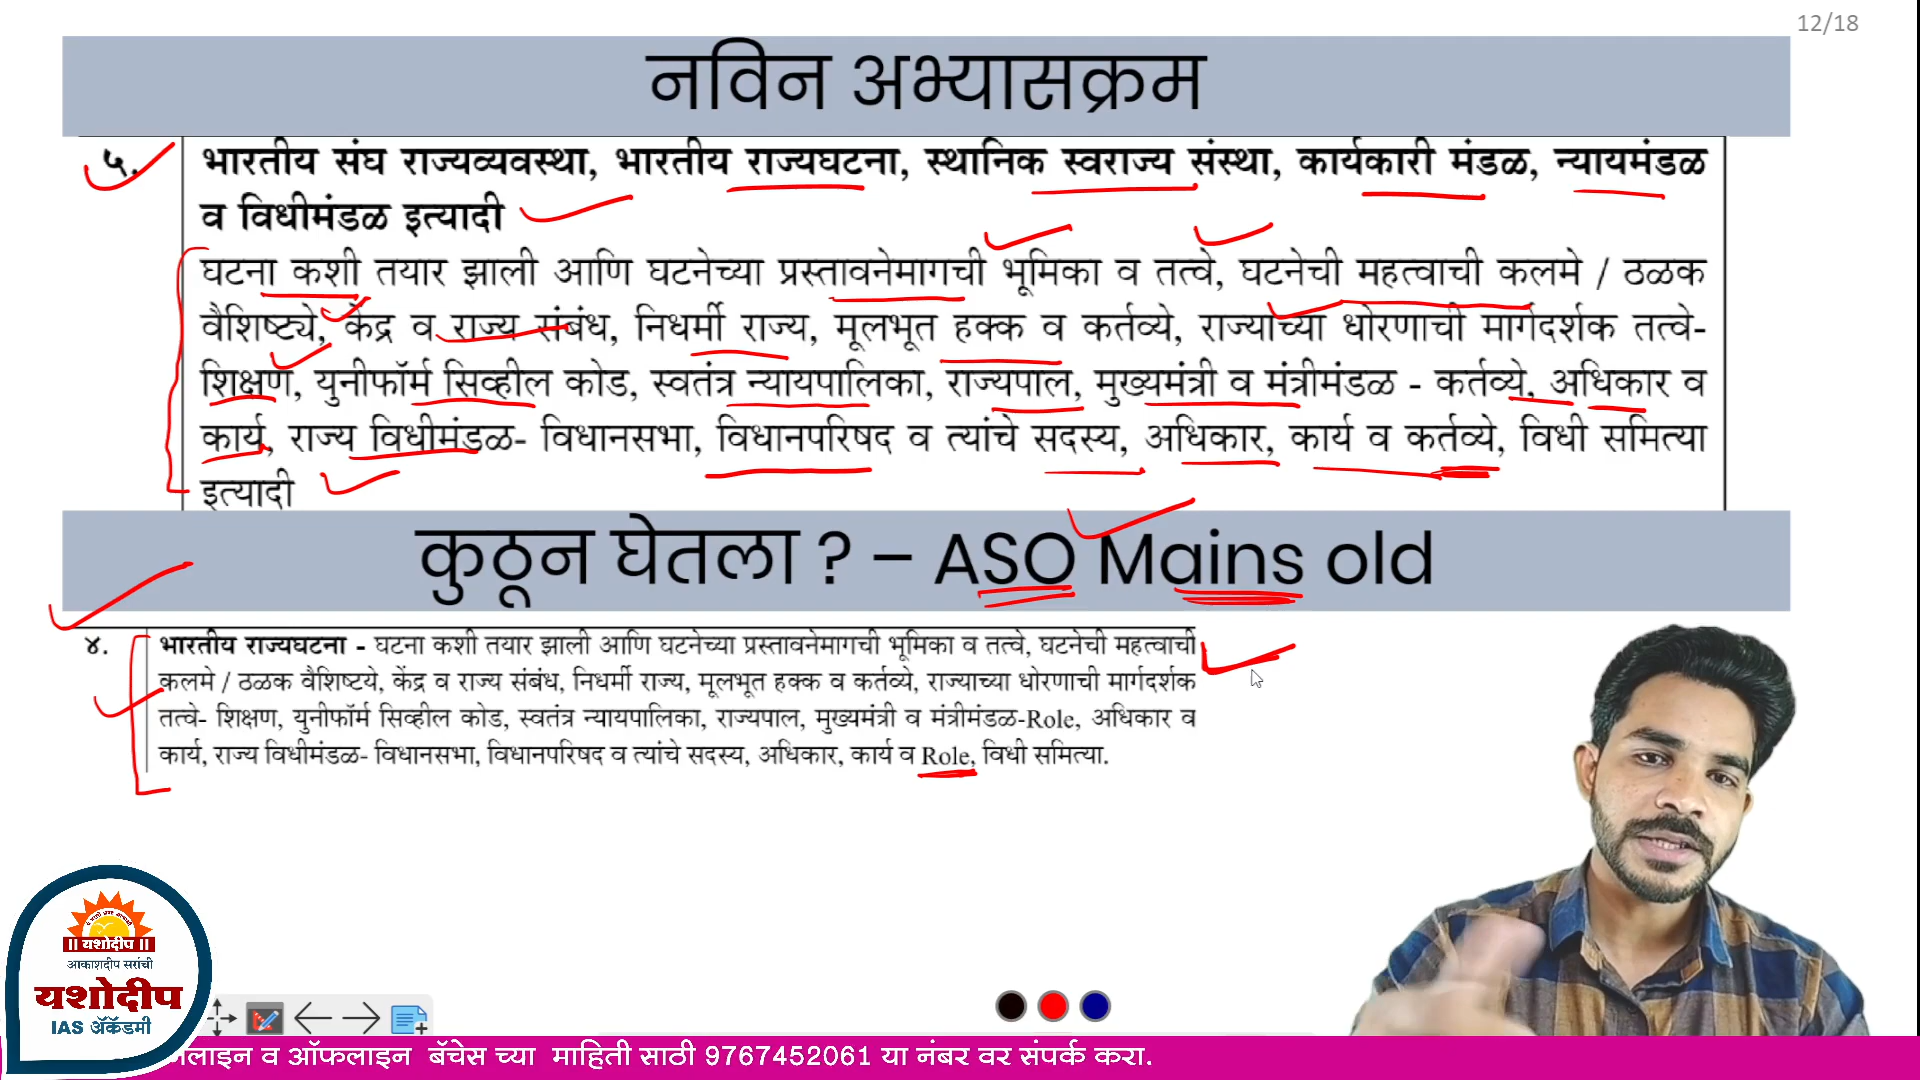 12/18
नविन अभ्यासक्रम
५. भारतीय संघ राज्यव्यवस्था, भारतीय राज्यघटना, स्थानिक स्वराज्य संस्था, कार्यकारी मंडळ, न्यायमंडळ
व विधीमंडळ इत्यादी
घटना कशी तयार झाली आणि घटनेच्या प्रस्तावनेमागची भूमिका व तत्वे, घटनेची महत्वाची कलमे / ठळक
वैशिष्ट्ये, केंद्र व राज्य संबंध, निधर्मी राज्य, मूलभूत हक्क व कर्तव्ये, राज्यांच्या धोरणाची मार्गदर्शक तत्वे-
शिक्षण, युनीफॉर्म सिव्हील कोड, स्वतंत्र न्यायपालिका, राज्यपाल, मुख्यमंत्री व मंत्रीमंडळ - कर्तव्ये, अधिकार व
कार्य, राज्य विधीमंडळ- विधानसभा, विधानपरिषद व त्यांचे सदस्य, अधिकार, कार्य व कर्तव्ये, विधी समित्या
इत्यादी
कुठून घेतला ? – ASO Mains old
४. भारतीय राज्यघटना - घटना कशी तयार झाली आणि घटनेच्या प्रस्तावनेमागची भूमिका व तत्वे, घटनेची महत्वाची
कलमे / ठळक वैशिष्टये, केंद्र व राज्य संबंध, निधर्मी राज्य, मूलभूत हक्क व कर्तव्ये, राज्याच्या धोरणाची मार्गदर्शक
तत्वे- शिक्षण, युनीफॉर्म सिव्हील कोड, स्वतंत्र न्यायपालिका, राज्यपाल, मुख्यमंत्री व मंत्रीमंडळ-Role, अधिकार व
कार्य, राज्य विधीमंडळ- विधानसभा, विधानपरिषद व त्यांचे सदस्य, अधिकार, कार्य व Role, विधी समित्या.
॥ यशोदीप ॥
आकाशदीप सरांची
यशोदीप
IAS ॲकॅडमी
व ऑफलाइन बॅचेस च्या माहिती साठी 9767452061 या नंबर वर संपर्क करा.